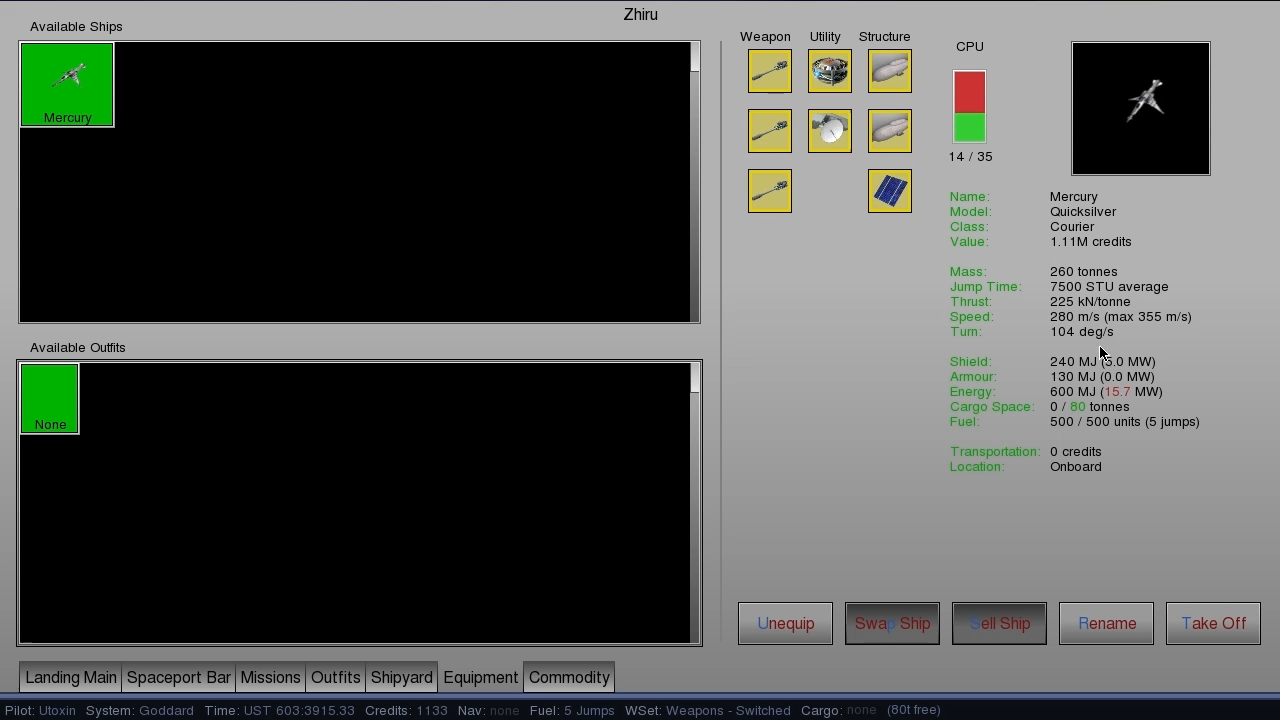 Zhiru
Available Ships
Mercury
Available Outfits
None
Weapon Utility Structure
CPU
14 / 35
Name: Mercury
Model: Quicksilver
Class: Courier
Value: 1.11M credits
Mass: 260 tonnes
Jump Time: 7500 STU average
Thrust: 225 kN/tonne
Speed: 280 m/s (max 355 m/s)
Turn: 104 deg/s
Shield: 240 MJ (5.0 MW)
Armour: 130 MJ (0.0 MW)
Energy: 600 MJ (15.7 MW)
Cargo Space: 0 / 80 tonnes
Fuel: 500 / 500 units (5 jumps)
Transportation: 0 credits
Location: Onboard
Unequip Swap Ship Sell Ship Rename Take Off
Landing Main Spaceport Bar Missions Outfits Shipyard Equipment Commodity
Pilot: Utoxin System: Goddard Time: UST 603:3915.33 Credits: 1133 Nav: none Fuel: 5 Jumps WSet: Weapons - Switched Cargo: none (80t free)